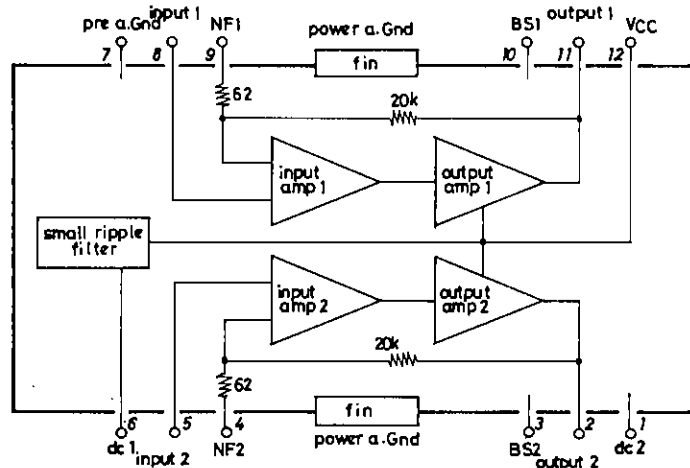 pre a.Gnd input 1 NF1 power a.Gnd BS1 output 1 VCC
7 8 9 fin 10 11 12
62 20k
input amp 1
output amp 1
small ripple filter
input amp 2
output amp 2
20k
62
6 5 4 fin 3 2 1
dc 1. input 2 NF2 power a.Gnd BS2 output 2 dc 2